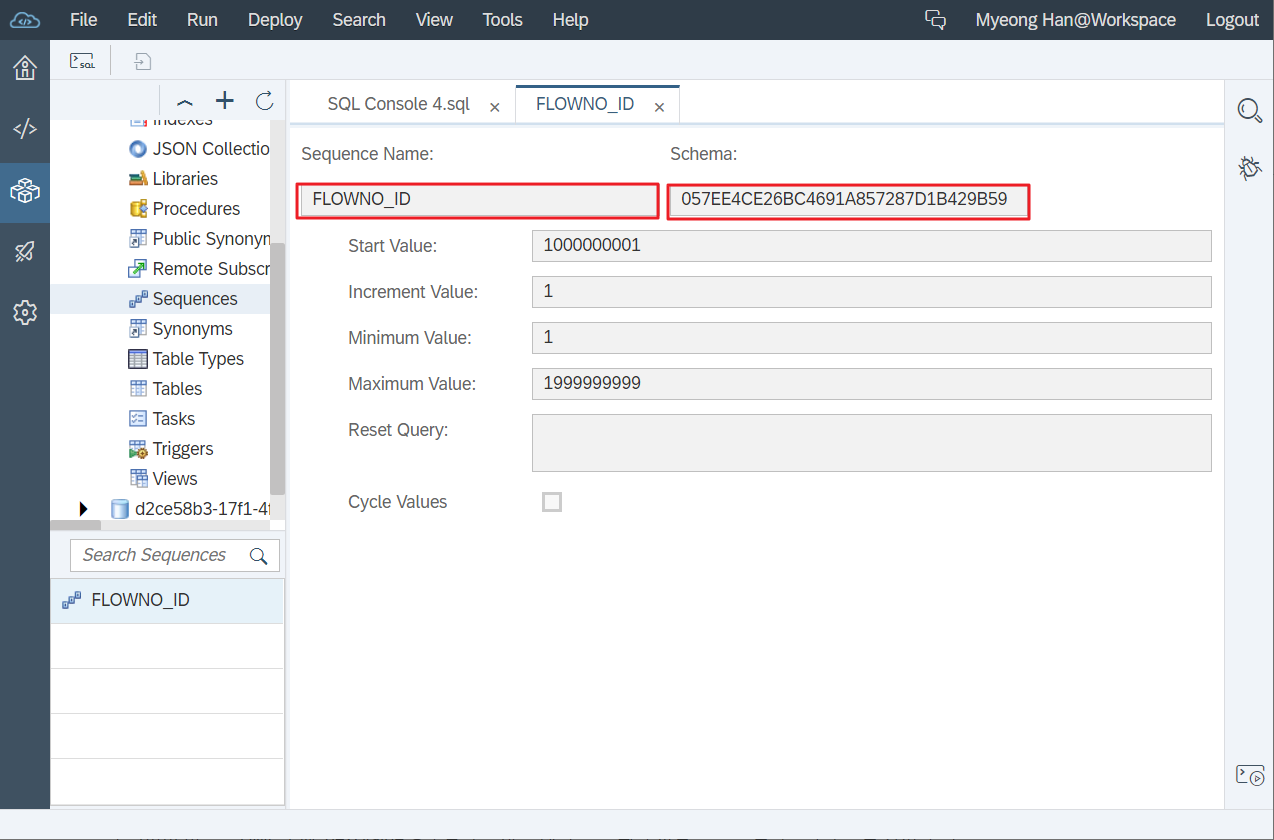 File Edit Run Deploy Search View Tools Help Myeong Han@Workspace Logout
SQL
SQL Console 4.sql × FLOWNO_ID ×
Indexes
JSON Collectio
Libraries
Procedures
Public Synonyn
Remote Subscr
Sequences
Synonyms
Table Types
Tables
Tasks
Triggers
Views
d2ce58b3-17f1-4f
Search Sequences
FLOWNO_ID
Sequence Name: Schema:
FLOWNO_ID 057EE4CE26BC4691A857287D1B429B59
Start Value: 1000000001
Increment Value: 1
Minimum Value: 1
Maximum Value: 1999999999
Reset Query:
Cycle Values